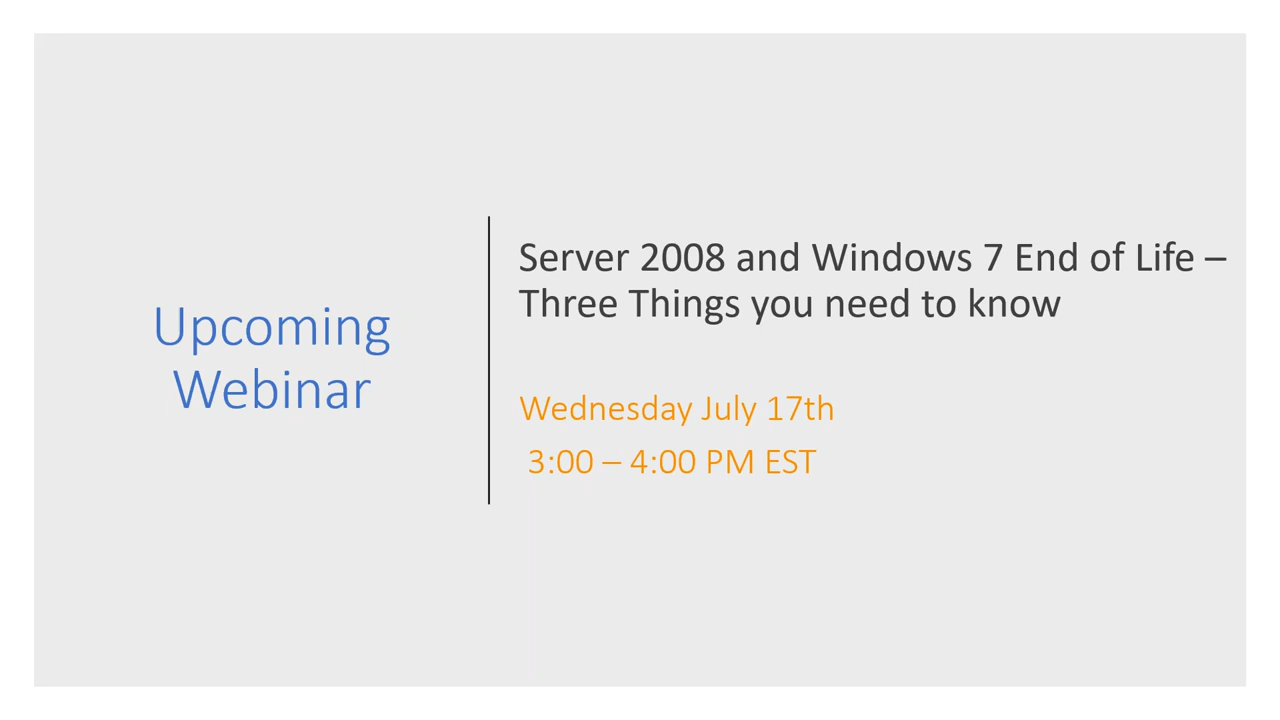 Upcoming
Webinar
Server 2008 and Windows 7 End of Life –
Three Things you need to know
Wednesday July 17th
3:00 – 4:00 PM EST